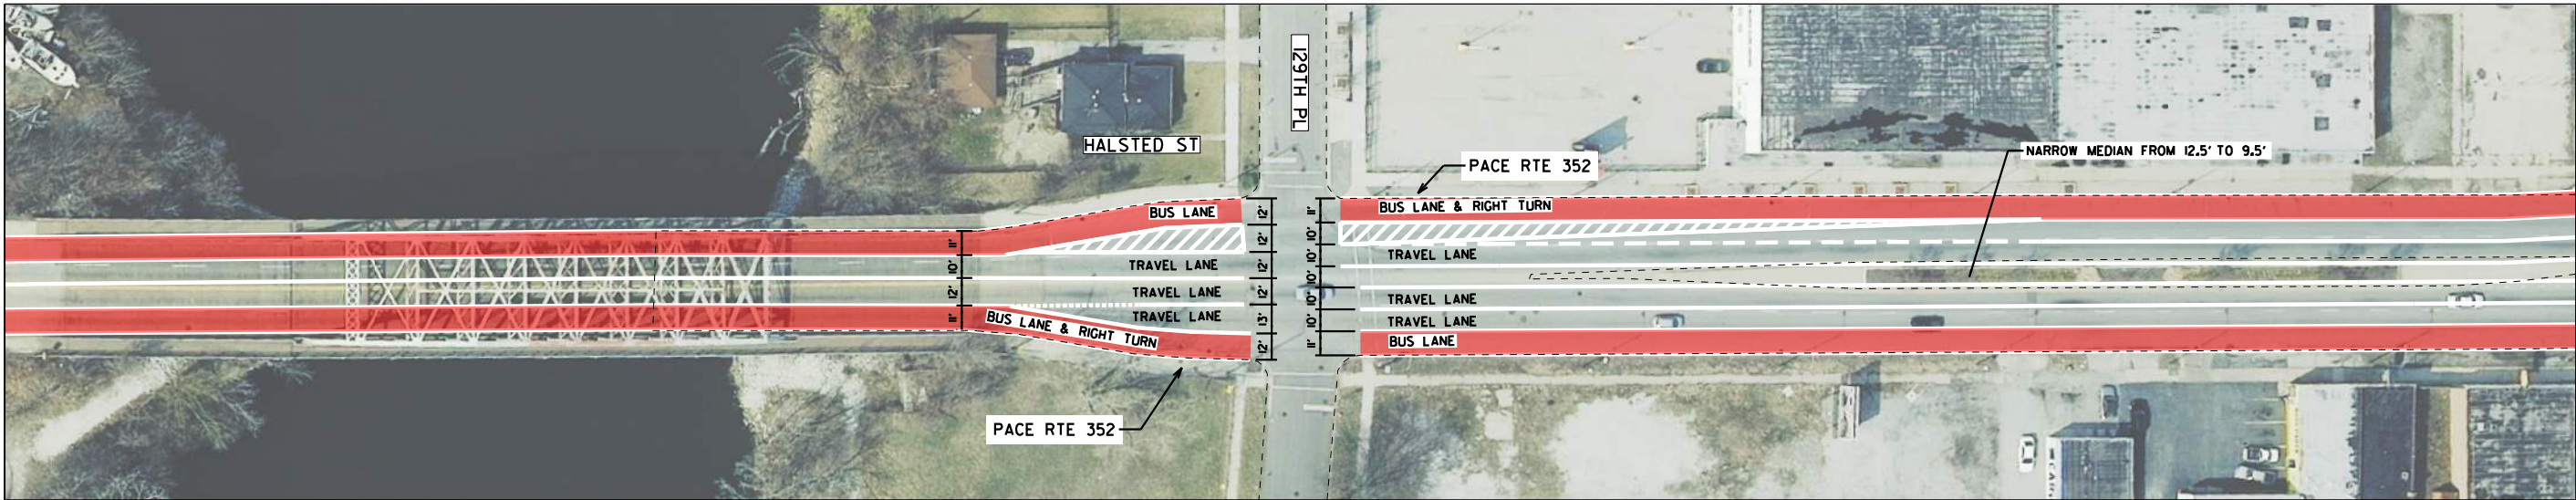 129TH PL
HALSTED ST
PACE RTE 352
NARROW MEDIAN FROM 12.5' TO 9.5'
BUS LANE
12'
11'
BUS LANE & RIGHT TURN
11'
12'
10'
10'
TRAVEL LANE
12'
10'
TRAVEL LANE
10'
12'
TRAVEL LANE
12'
10'
TRAVEL LANE
11'
BUS LANE & RIGHT TURN
TRAVEL LANE
13'
10'
TRAVEL LANE
12'
11'
BUS LANE
PACE RTE 352